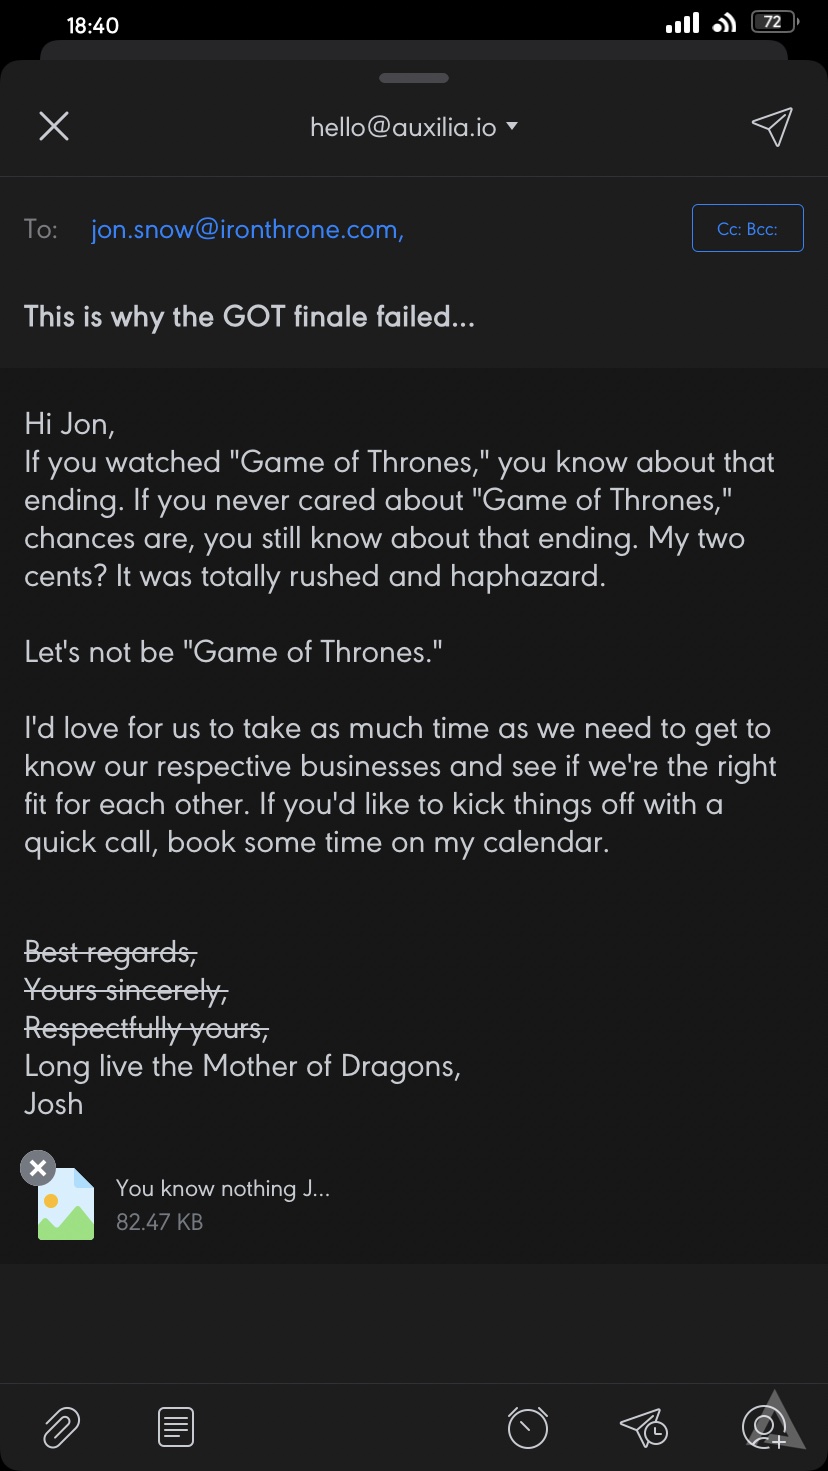 18:40
72
hello@auxilia.io
To: jon.snow@ironthrone.com,
Cc: Bcc:
This is why the GOT finale failed...
Hi Jon,
If you watched "Game of Thrones," you know about that
ending. If you never cared about "Game of Thrones,"
chances are, you still know about that ending. My two
cents? It was totally rushed and haphazard.
Let's not be "Game of Thrones."
I'd love for us to take as much time as we need to get to
know our respective businesses and see if we're the right
fit for each other. If you'd like to kick things off with a
quick call, book some time on my calendar.
Best regards,
Yours sincerely,
Respectfully yours,
Long live the Mother of Dragons,
Josh
You know nothing J...
82.47 KB